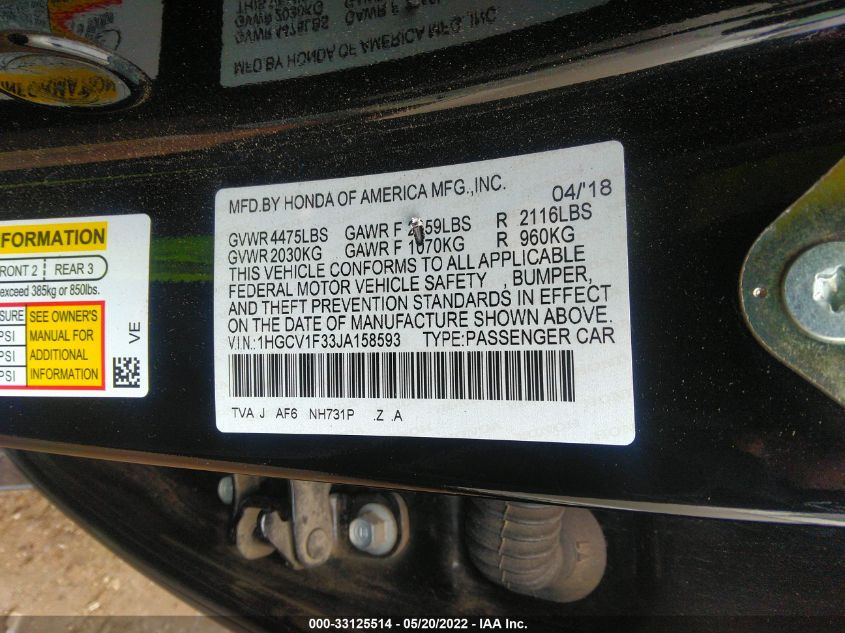 MFD.BY HONDA OF AMERICA MFG.,INC. 04/'18
GVWR 4475LBS GAWR F 59LBS R 2116LBS
GVWR 2030KG GAWR F 1070KG R 960KG
THIS VEHICLE CONFORMS TO ALL APPLICABLE
FEDERAL MOTOR VEHICLE SAFETY , BUMPER,
AND THEFT PREVENTION STANDARDS IN EFFECT
ON THE DATE OF MANUFACTURE SHOWN ABOVE.
V.I.N.: 1HGCV1F33JA158593 TYPE:PASSENGER CAR
TVA J AF6 NH731P .Z .A
FORMATION
FRONT 2 REAR 3
exceed 385kg or 850lbs.
SURE SEE OWNER'S
PSI MANUAL FOR
PSI ADDITIONAL
PSI INFORMATION
VE
000-33125514 - 05/20/2022 - IAA Inc.